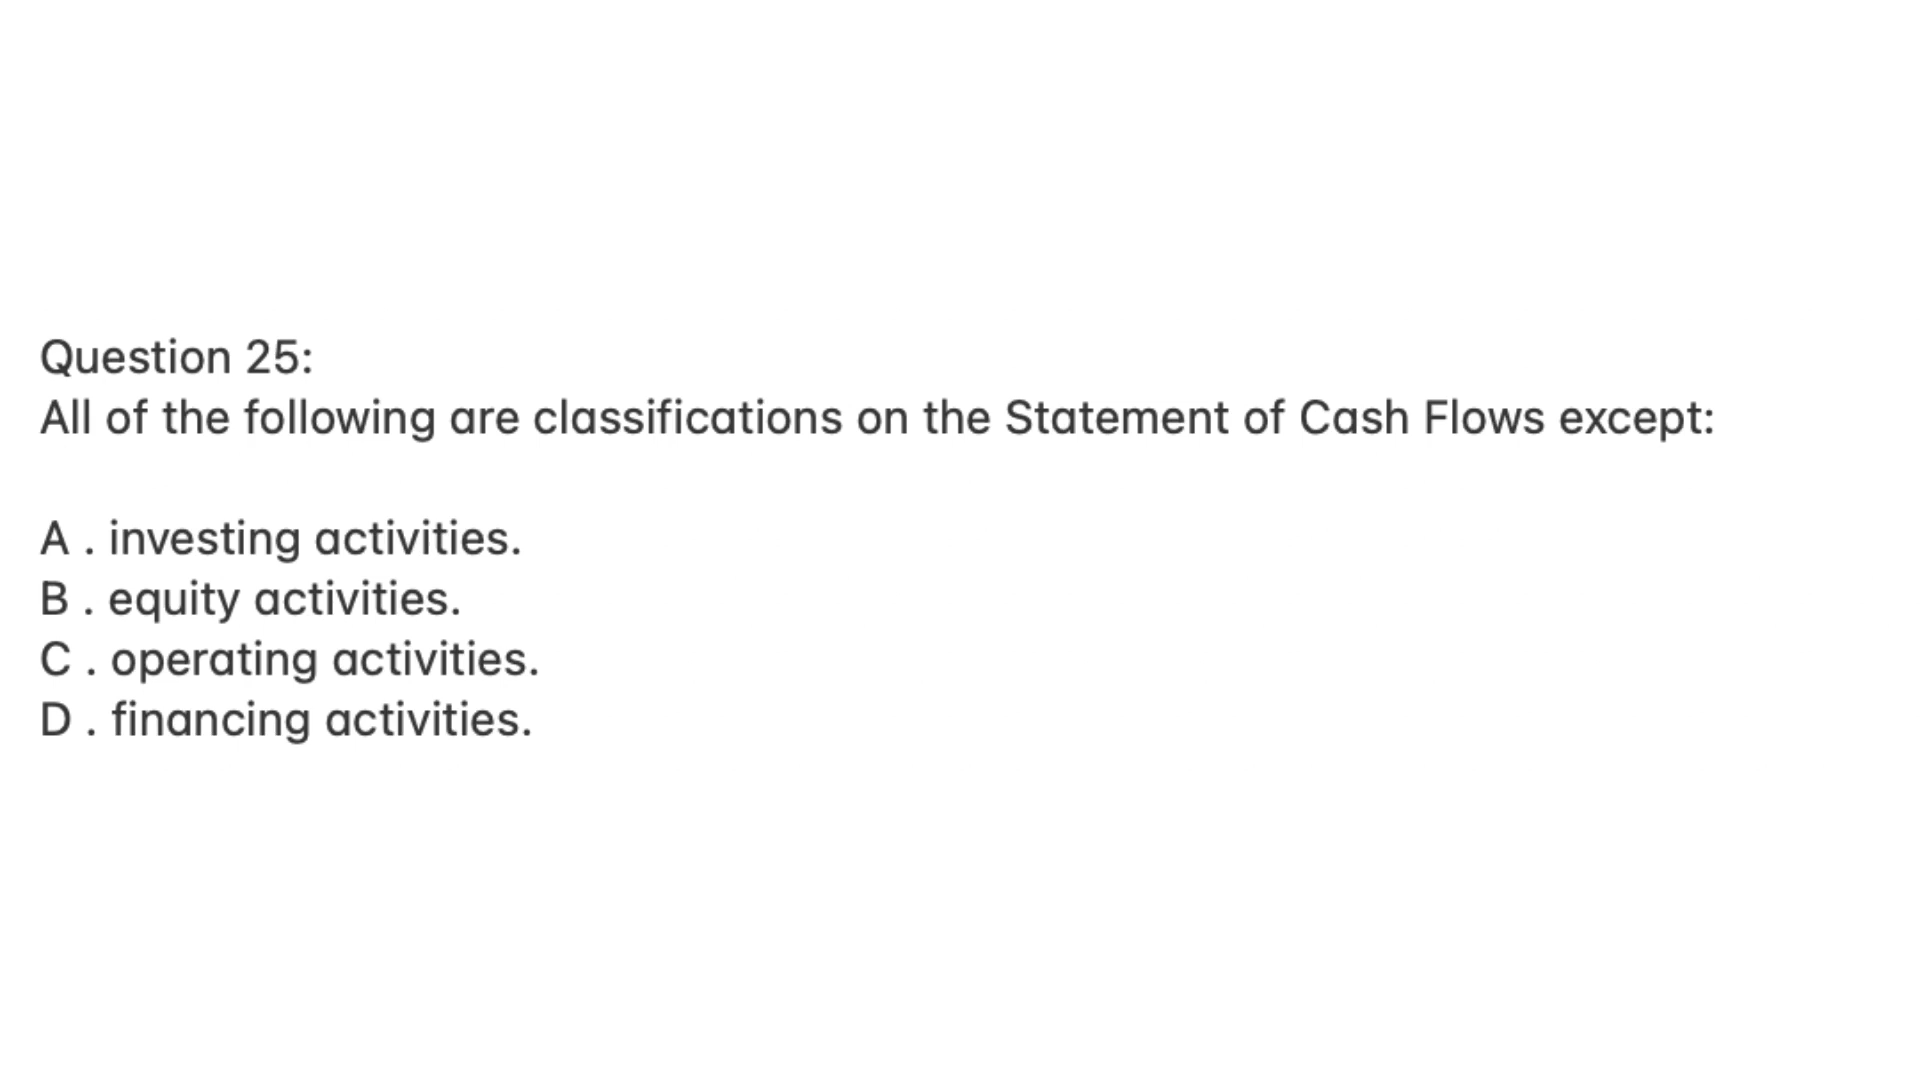 Question 25:
All of the following are classifications on the Statement of Cash Flows except:
A . investing activities.
B . equity activities.
C . operating activities.
D . financing activities.